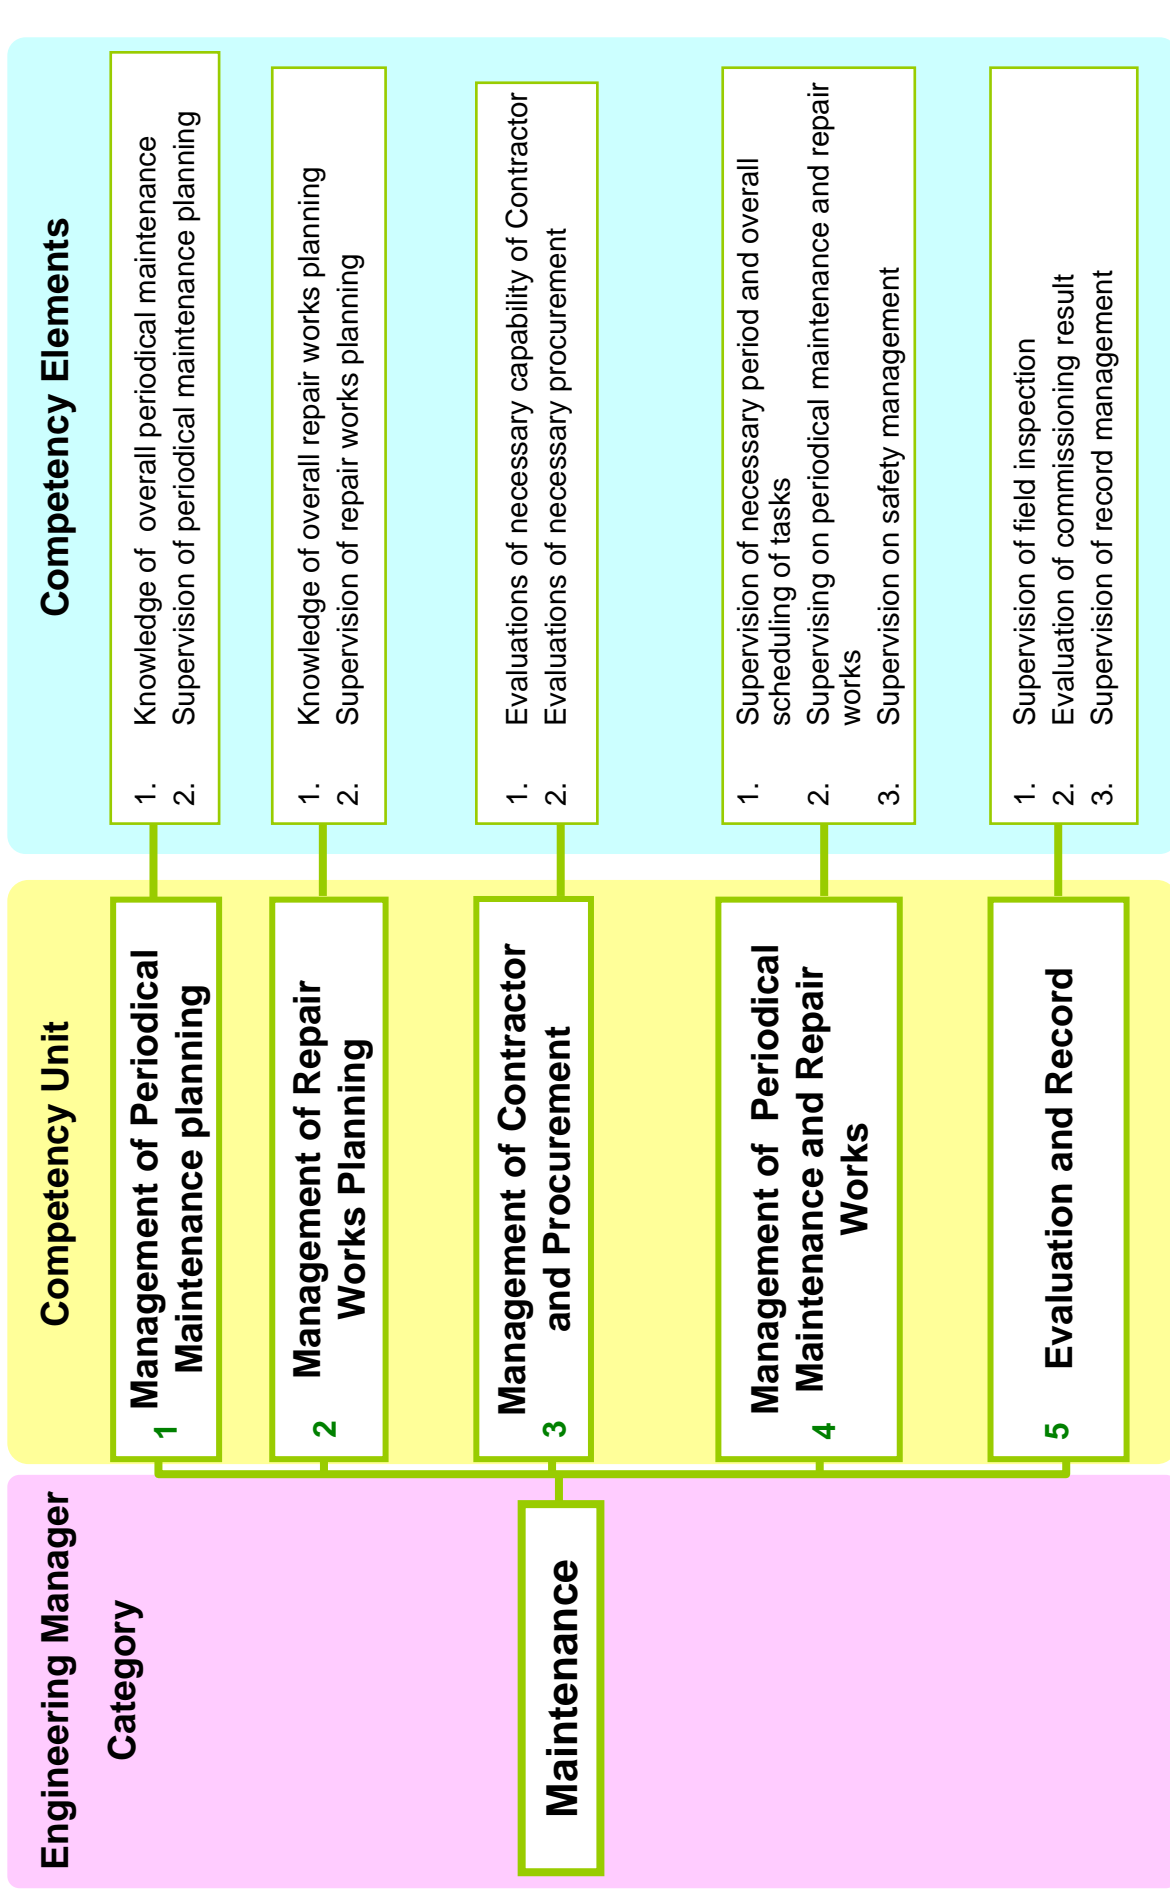 Engineering Manager
Category
Competency Unit
Competency Elements
Maintenance
1
Management of Periodical
Maintenance planning
1. Knowledge of overall periodical maintenance
2. Supervision of periodical maintenance planning
2
Management of Repair
Works Planning
1. Knowledge of overall repair works planning
2. Supervision of repair works planning
3
Management of Contractor
and Procurement
1. Evaluations of necessary capability of Contractor
2. Evaluations of necessary procurement
4
Management of Periodical
Maintenance and Repair
Works
1. Supervision of necessary period and overall
scheduling of tasks
2. Supervising on periodical maintenance and repair
works
3. Supervision on safety management
5
Evaluation and Record
1. Supervision of field inspection
2. Evaluation of commissioning result
3. Supervision of record management